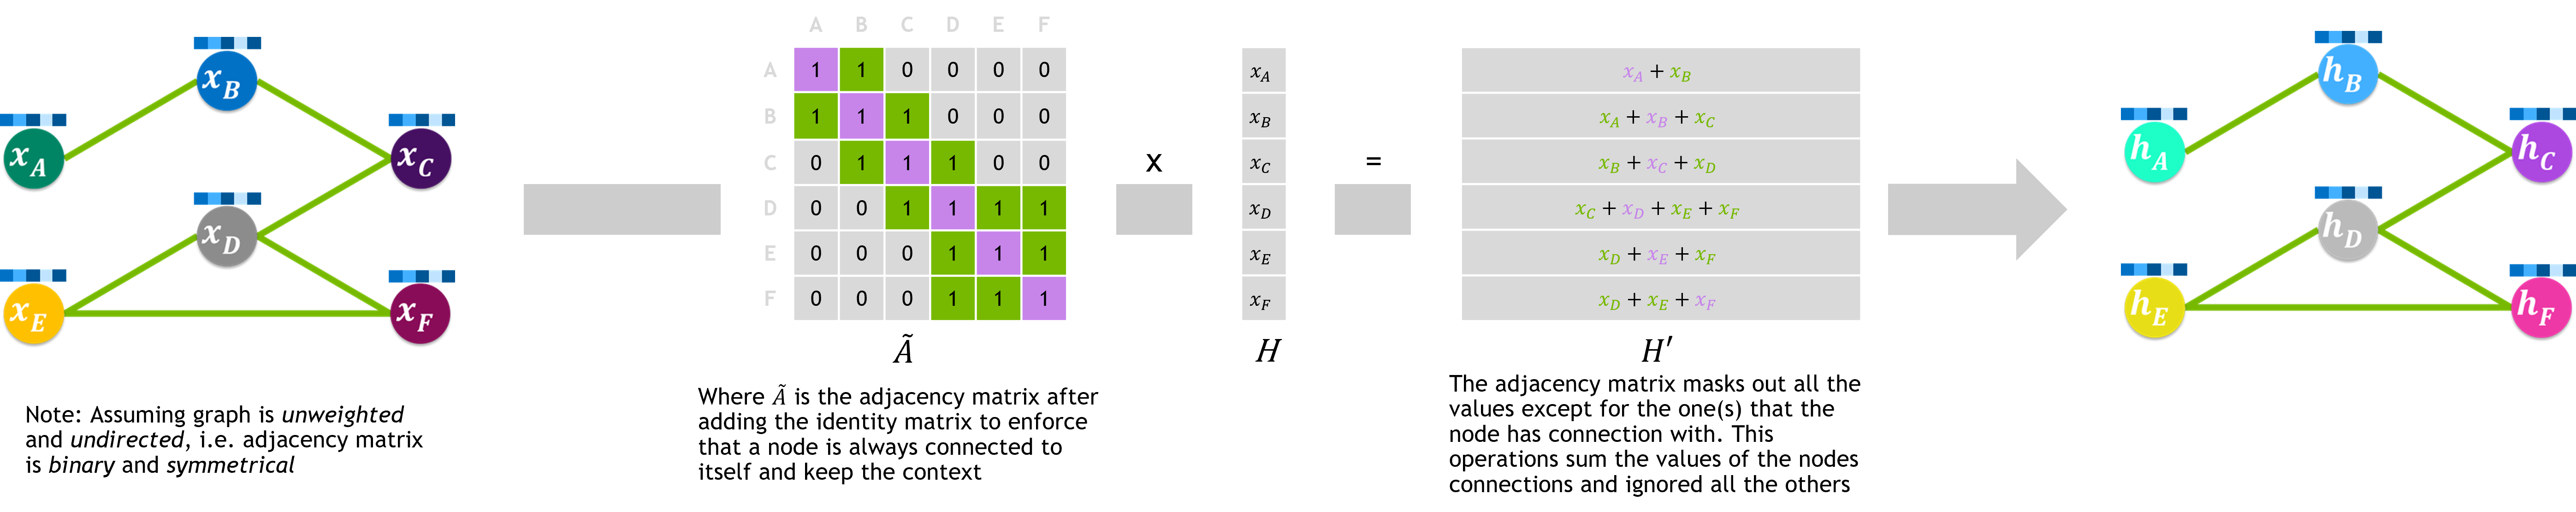 x_B
x_A
x_C
x_D
x_E
x_F
Note: Assuming graph is unweighted
and undirected, i.e. adjacency matrix
is binary and symmetrical
A B C D E F
A 1 1 0 0 0 0
B 1 1 1 0 0 0
C 0 1 1 1 0 0
D 0 0 1 1 1 1
E 0 0 0 1 1 1
F 0 0 0 1 1 1
Ã
Where Ã is the adjacency matrix after
adding the identity matrix to enforce
that a node is always connected to
itself and keep the context
x
x_A
x_B
x_C
x_D
x_E
x_F
H
=
x_A + x_B
x_A + x_B + x_C
x_B + x_C + x_D
x_C + x_D + x_E + x_F
x_D + x_E + x_F
x_D + x_E + x_F
H′
The adjacency matrix masks out all the
values except for the one(s) that the
node has connection with. This
operations sum the values of the nodes
connections and ignored all the others
h_B
h_A
h_C
h_D
h_E
h_F